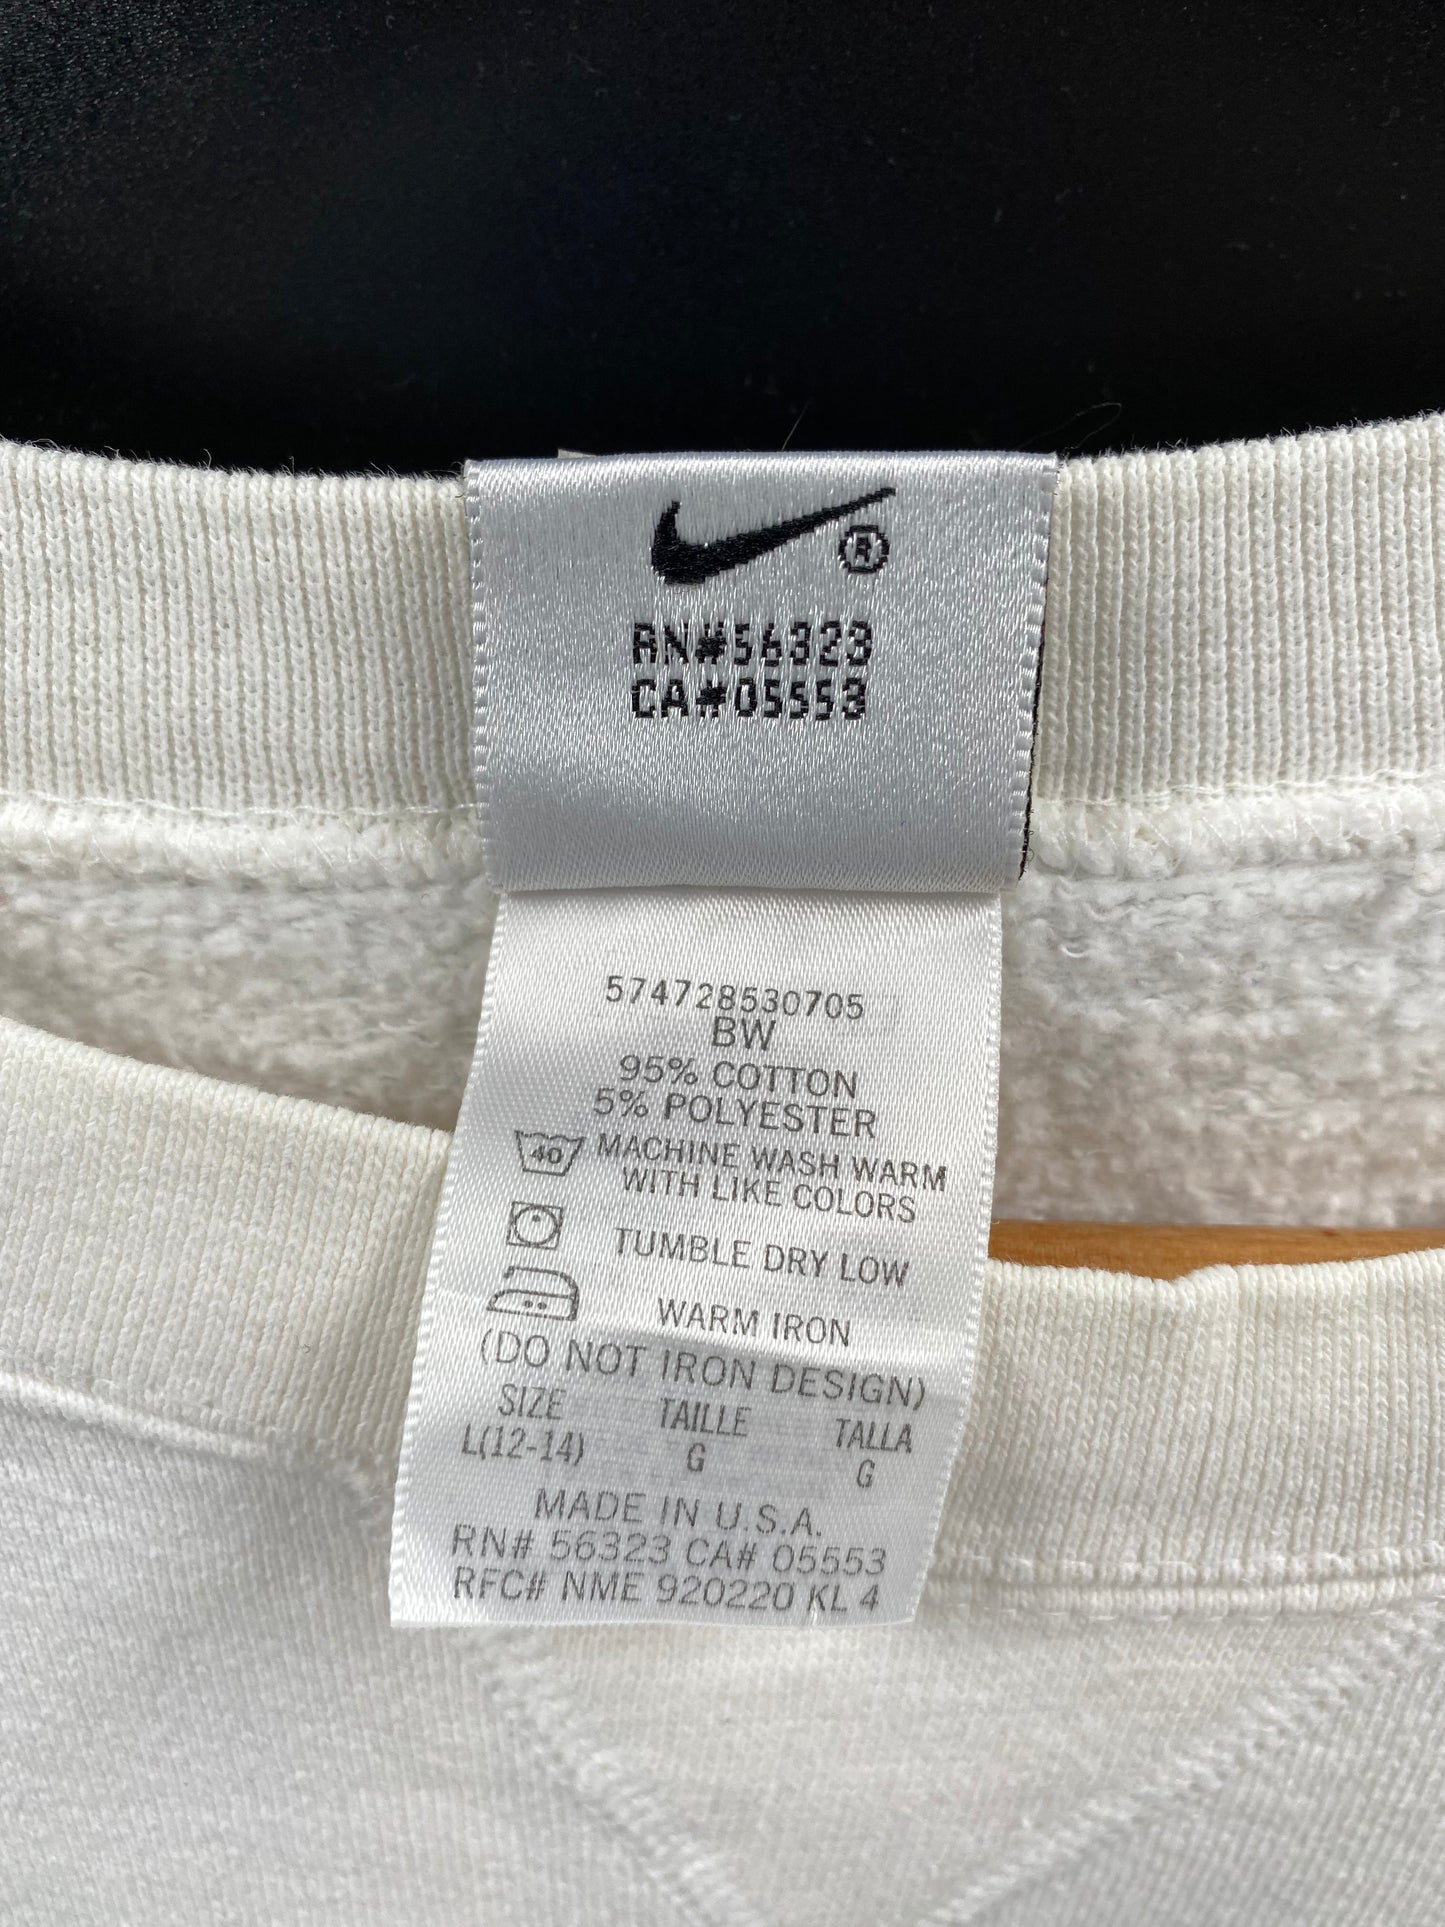 ®
RN#56323
CA#05553
574728530705
BW
95% COTTON
5% POLYESTER
40 MACHINE WASH WARM
WITH LIKE COLORS
TUMBLE DRY LOW
WARM IRON
(DO NOT IRON DESIGN)
SIZE TAILLE TALLA
L(12-14) G G
MADE IN U.S.A.
RN# 56323 CA# 05553
RFC# NME 920220 KL 4